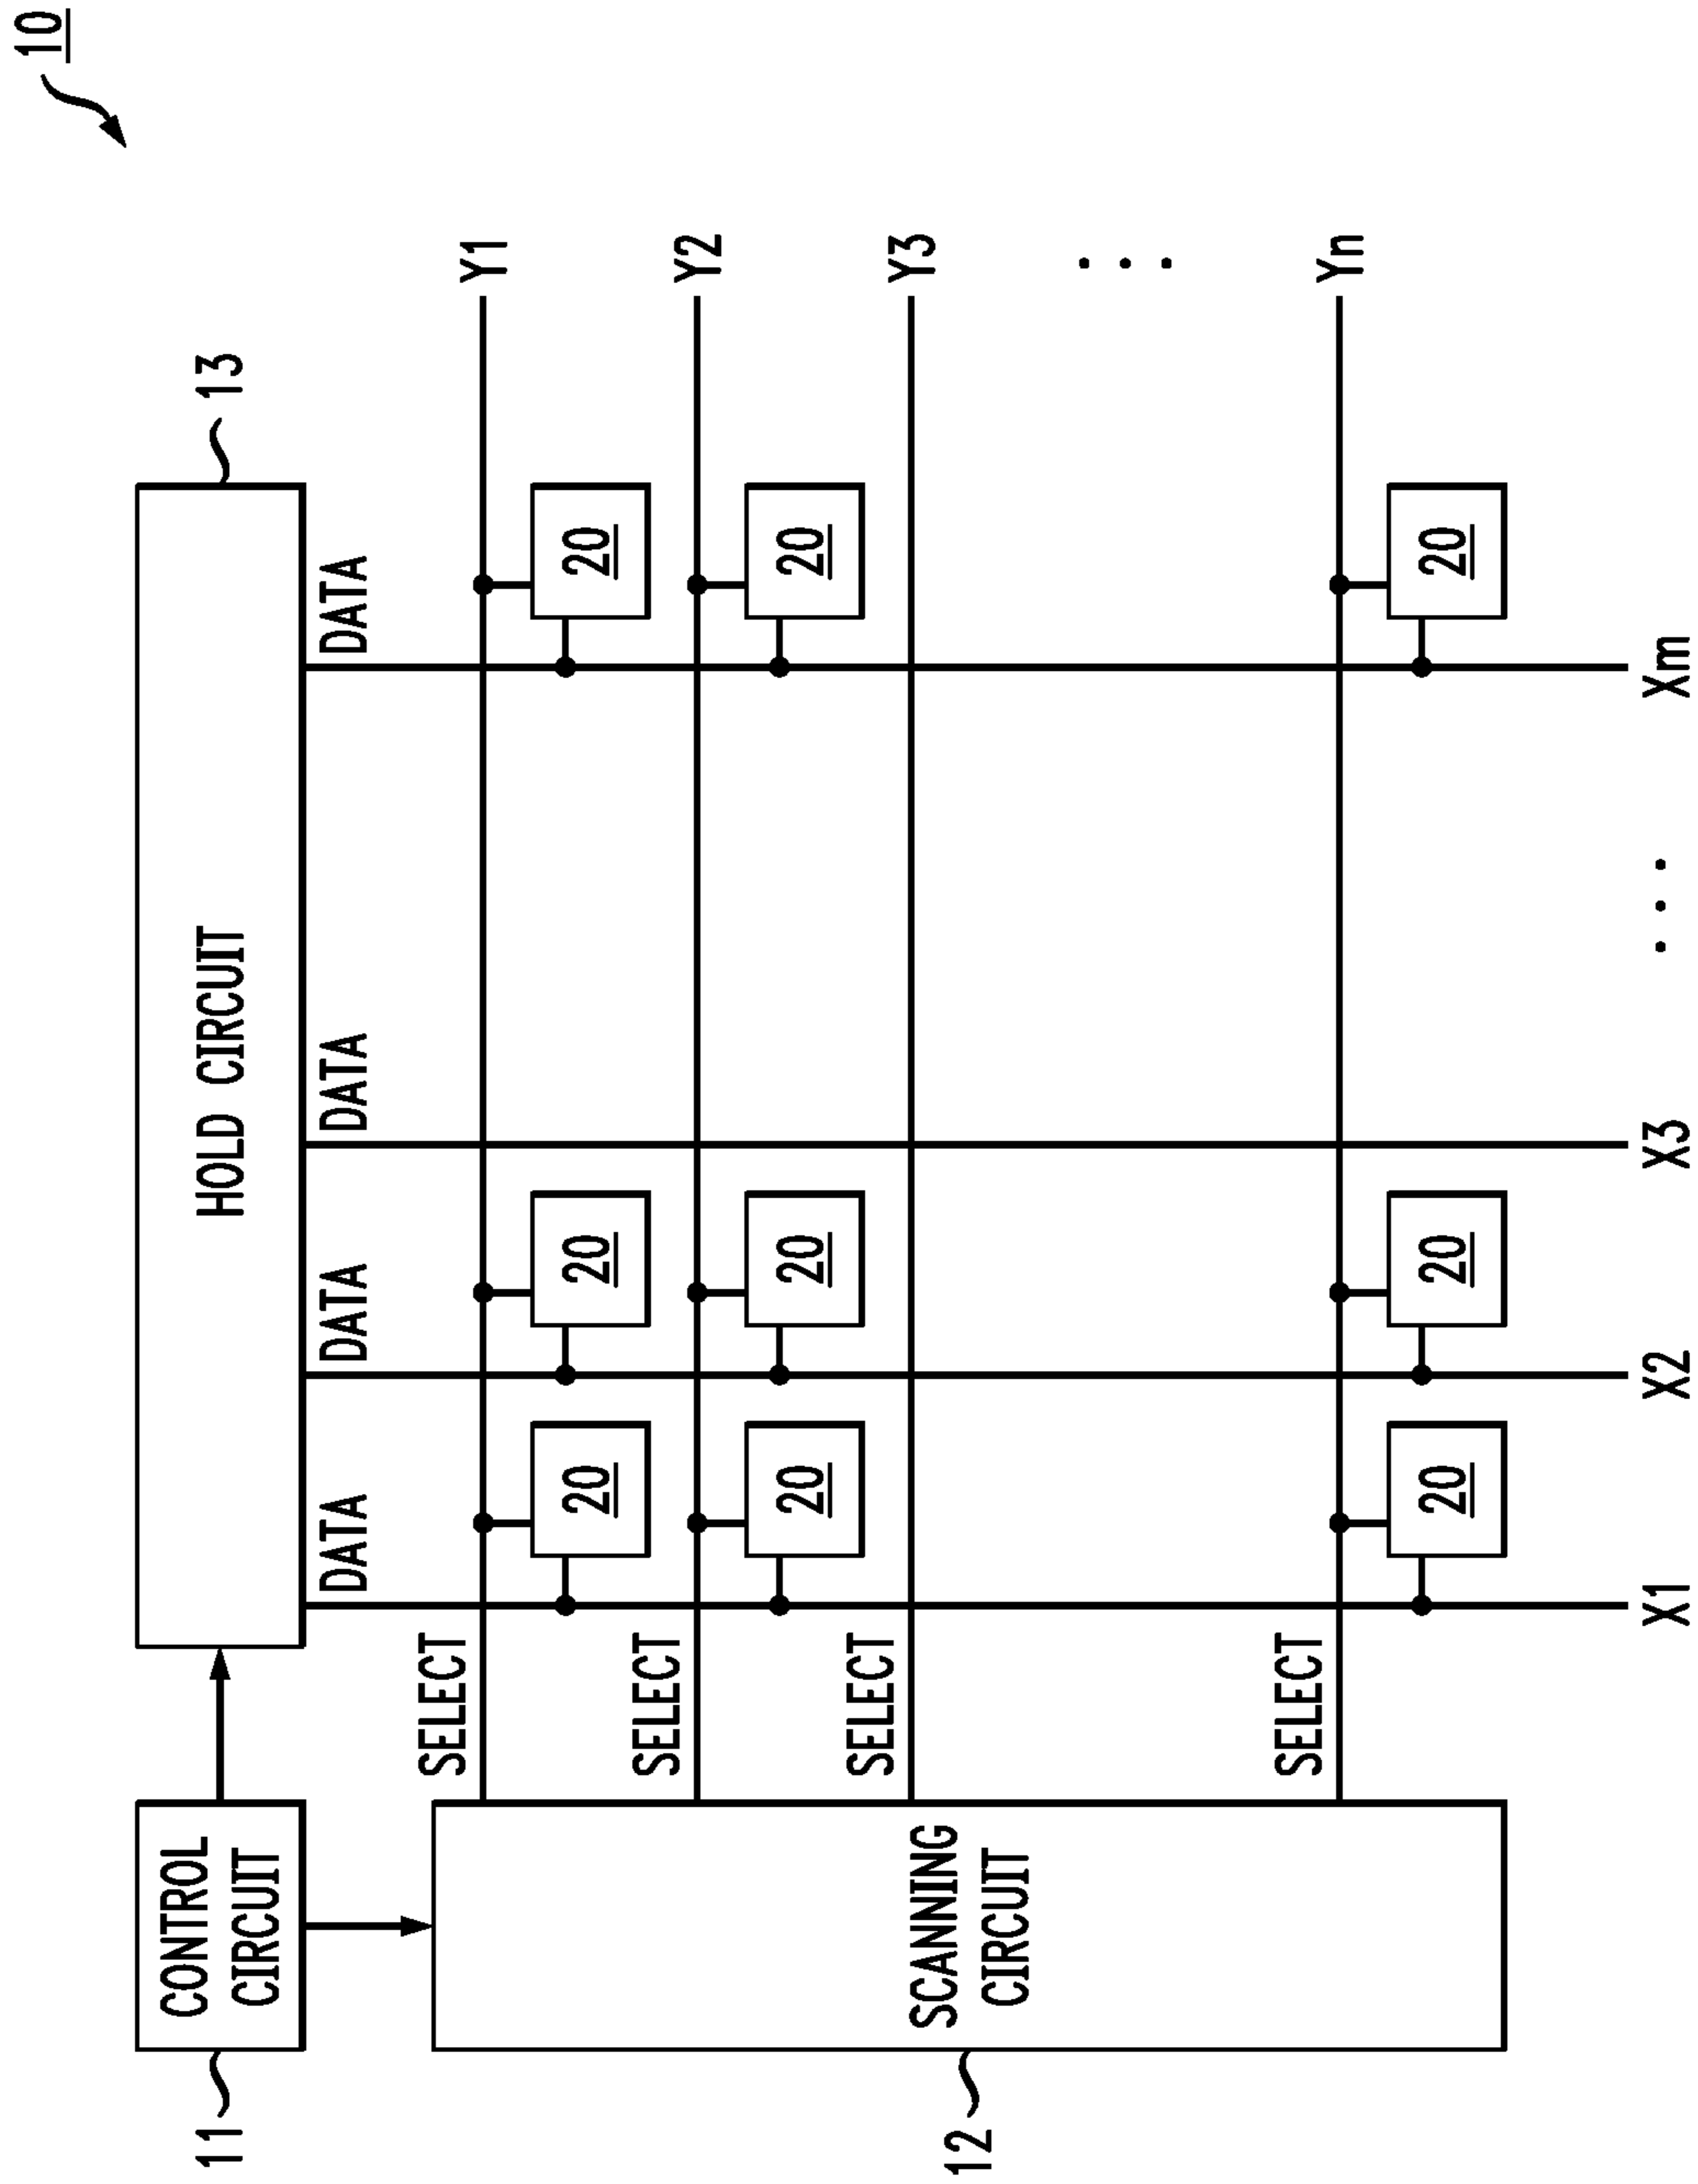 10
13
HOLD CIRCUIT
11
CONTROL
CIRCUIT
DATA
DATA
DATA
DATA
SELECT
Y1
20
20
20
SELECT
Y2
20
20
20
12
SCANNING
CIRCUIT
SELECT
Y3
. . .
SELECT
Yn
20
20
20
X1
X2
X3
. . .
Xm